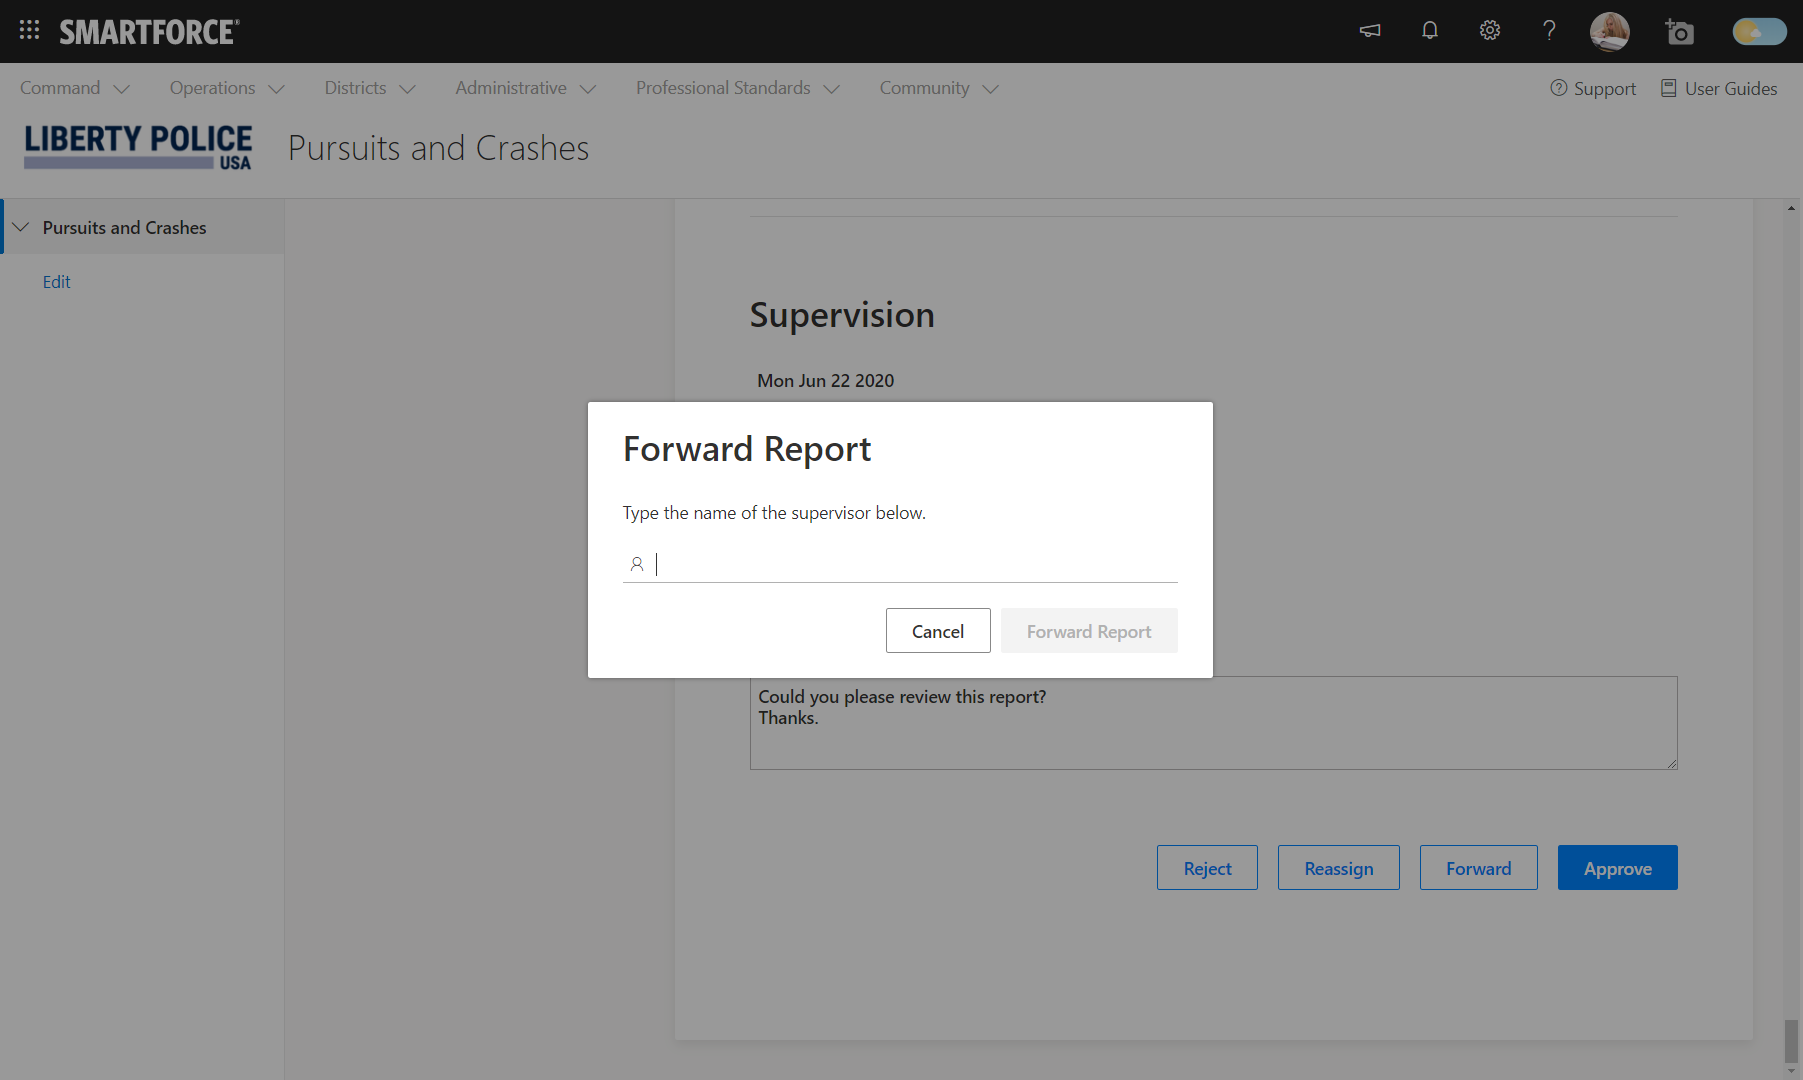 SMARTFORCE®
Command
Operations
Districts
Administrative
Professional Standards
Community
Support
User Guides
LIBERTY POLICE
USA
Pursuits and Crashes
Pursuits and Crashes
Edit
Supervision
Mon Jun 22 2020
Forward Report
Type the name of the supervisor below.
Cancel
Forward Report
Could you please review this report?
Thanks.
Reject
Reassign
Forward
Approve